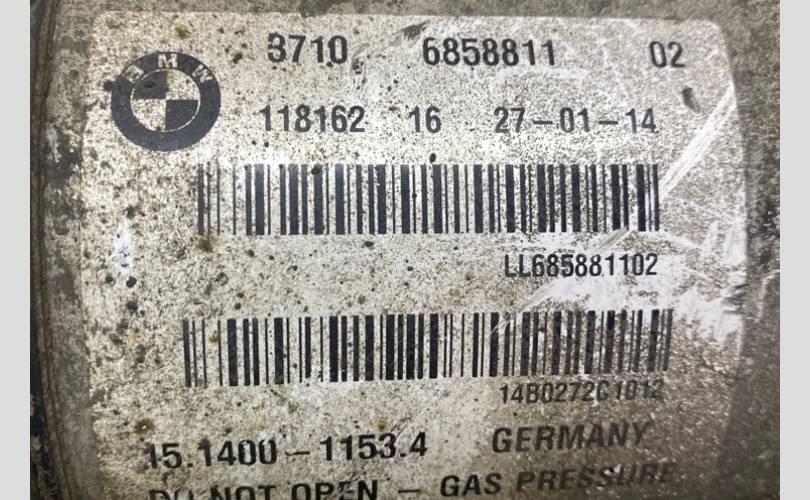 BMW
3710 6858811 02
118162 16 27-01-14
LL685881102
14B0272C1012
15.1400-1153.4 GERMANY
DO NOT OPEN - GAS PRESSURE